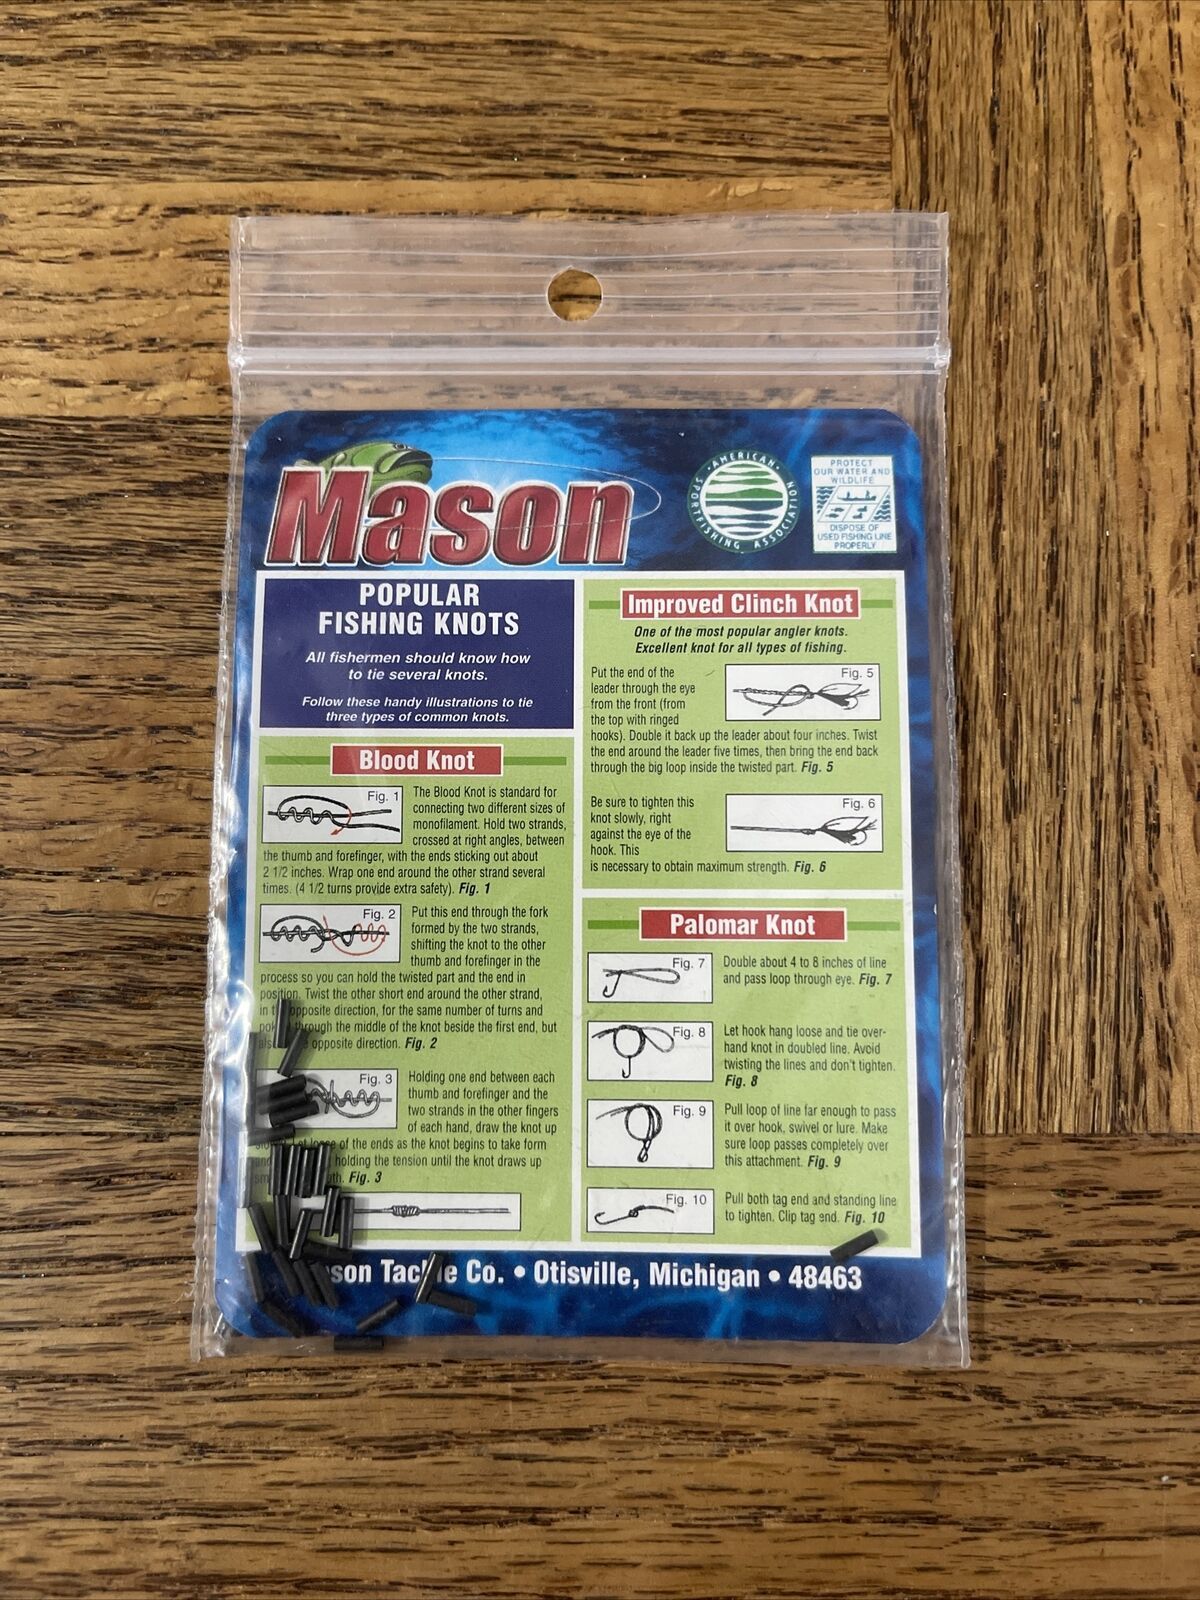 Mason
AMERICAN SPORTFISHING ASSOCIATION
PROTECT
OUR WATER AND
WILDLIFE
DISPOSE OF
USED FISHING LINE
PROPERLY
POPULAR
FISHING KNOTS
All fishermen should know how
to tie several knots.
Follow these handy illustrations to tie
three types of common knots.
Blood Knot
Fig. 1
The Blood Knot is standard for
connecting two different sizes of
monofilament. Hold two strands,
crossed at right angles, between
the thumb and forefinger, with the ends sticking out about
2 1/2 inches. Wrap one end around the other strand several
times. (4 1/2 turns provide extra safety). Fig. 1
Fig. 2
Put this end through the fork
formed by the two strands,
shifting the knot to the other
thumb and forefinger in the
process so you can hold the twisted part and the end in
position. Twist the other short end around the other strand,
in opposite direction, for the same number of turns and
through the middle of the knot beside the first end, but
opposite direction. Fig. 2
Fig. 3
Holding one end between each
thumb and forefinger and the
two strands in the other fingers
of each hand, draw the knot up
of the ends as the knot begins to take form
holding the tension until the knot draws up
Fig. 3
Improved Clinch Knot
One of the most popular angler knots.
Excellent knot for all types of fishing.
Put the end of the
leader through the eye
from the front (from
the top with ringed
hooks). Double it back up the leader about four inches. Twist
the end around the leader five times, then bring the end back
through the big loop inside the twisted part. Fig. 5
Fig. 5
Be sure to tighten this
knot slowly, right
against the eye of the
hook. This
is necessary to obtain maximum strength. Fig. 6
Fig. 6
Palomar Knot
Fig. 7
Double about 4 to 8 inches of line
and pass loop through eye. Fig. 7
Fig. 8
Let hook hang loose and tie over-
hand knot in doubled line. Avoid
twisting the lines and don't tighten.
Fig. 8
Fig. 9
Pull loop of line far enough to pass
it over hook, swivel or lure. Make
sure loop passes completely over
this attachment. Fig. 9
Fig. 10
Pull both tag end and standing line
to tighten. Clip tag end. Fig. 10
Co. • Otisville, Michigan • 48463